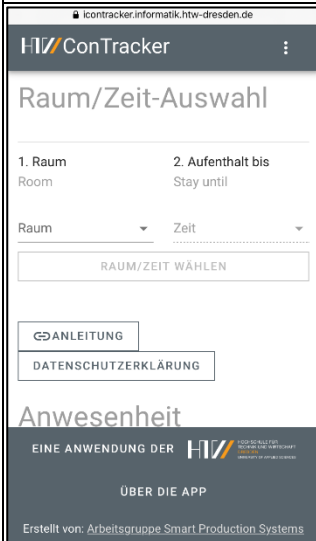 icontracker.informatik.htw-dresden.de
HTW ConTracker
Raum/Zeit-Auswahl
1. Raum 2. Aufenthalt bis
Room Stay until
Raum Zeit
RAUM/ZEIT WÄHLEN
ANLEITUNG
DATENSCHUTZERKLÄRUNG
Anwesenheit
EINE ANWENDUNG DER HTW
ÜBER DIE APP
Erstellt von: Arbeitsgruppe Smart Production Systems